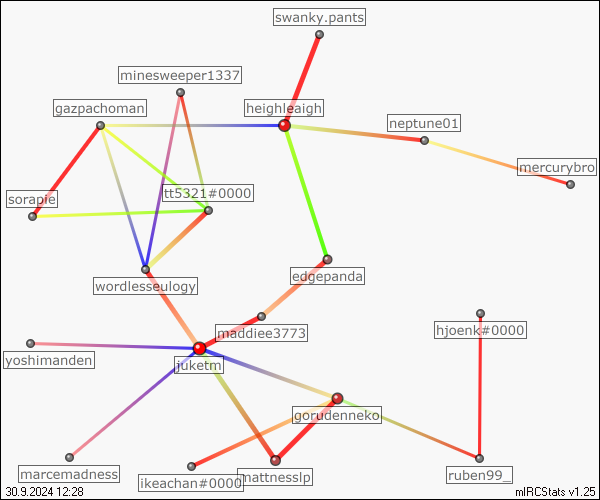 swanky.pants
minesweeper1337
gazpachoman
heighleaigh
neptune01
mercurybro
sorapie
tt5321#0000
wordlesseulogy
edgepanda
maddiee3773
hjoenk#0000
yoshimanden
juketm
gorudenneko
marcemadness
ikeachan#0000
mattnesslp
ruben99_
30.9.2024 12:28
mIRCStats v1.25